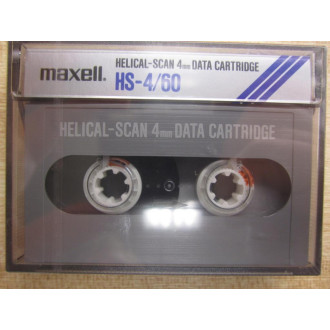 maxell.
HELICAL-SCAN 4mm DATA CARTRIDGE
HS-4/60
HELICAL-SCAN 4mm DATA CARTRIDGE